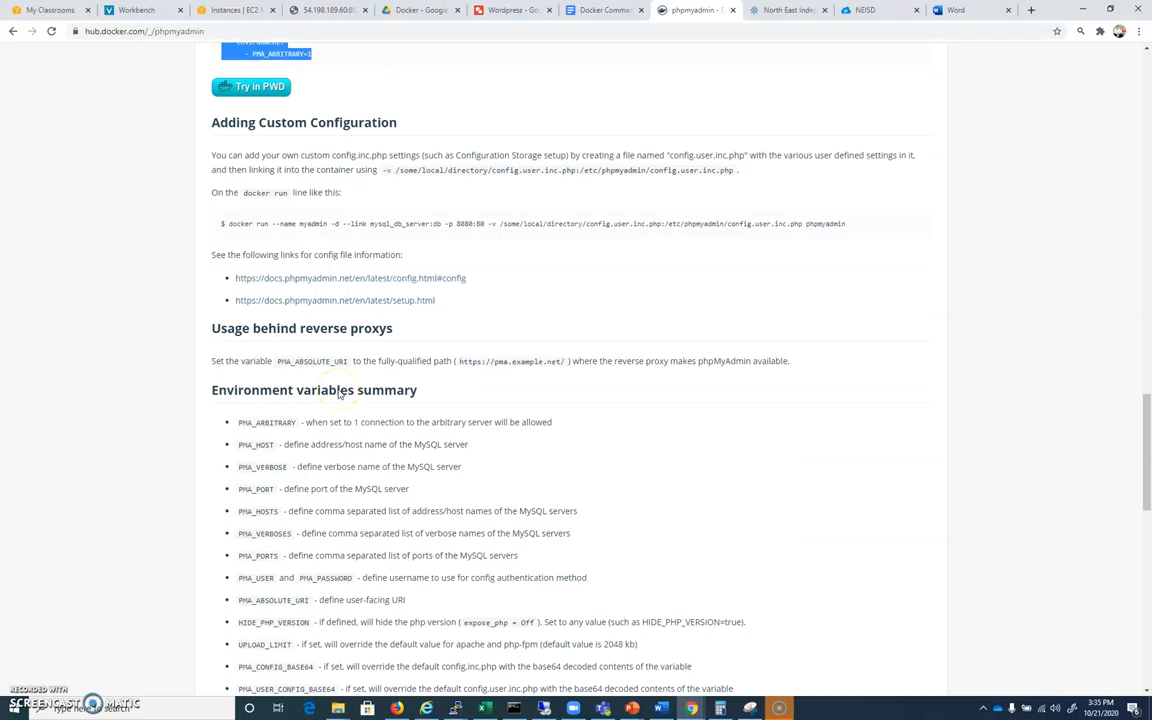 My Classrooms
Workbench
Instances | EC2 M
54.198.189.60:80
Docker - Google
Wordpress - Goo
Docker Comman
phpmyadmin - D
North East Indep
NEISD
Word
hub.docker.com/_/phpmyadmin
- PMA_ARBITRARY=1
Try in PWD
Adding Custom Configuration
You can add your own custom config.inc.php settings (such as Configuration Storage setup) by creating a file named "config.user.inc.php" with the various user defined settings in it,
and then linking it into the container using -v /some/local/directory/config.user.inc.php:/etc/phpmyadmin/config.user.inc.php .
On the docker run line like this:
$ docker run --name myadmin -d --link mysql_db_server:db -p 8080:80 -v /some/local/directory/config.user.inc.php:/etc/phpmyadmin/config.user.inc.php phpmyadmin
See the following links for config file information:
• https://docs.phpmyadmin.net/en/latest/config.html#config
• https://docs.phpmyadmin.net/en/latest/setup.html
Usage behind reverse proxys
Set the variable PMA_ABSOLUTE_URI to the fully-qualified path ( https://pma.example.net/ ) where the reverse proxy makes phpMyAdmin available.
Environment variables summary
• PMA_ARBITRARY - when set to 1 connection to the arbitrary server will be allowed
• PMA_HOST - define address/host name of the MySQL server
• PMA_VERBOSE - define verbose name of the MySQL server
• PMA_PORT - define port of the MySQL server
• PMA_HOSTS - define comma separated list of address/host names of the MySQL servers
• PMA_VERBOSES - define comma separated list of verbose names of the MySQL servers
• PMA_PORTS - define comma separated list of ports of the MySQL servers
• PMA_USER and PMA_PASSWORD - define username to use for config authentication method
• PMA_ABSOLUTE_URI - define user-facing URI
• HIDE_PHP_VERSION - if defined, will hide the php version ( expose_php = Off ). Set to any value (such as HIDE_PHP_VERSION=true).
• UPLOAD_LIMIT - if set, will override the default value for apache and php-fpm (default value is 2048 kb)
• PMA_CONFIG_BASE64 - if set, will override the default config.inc.php with the base64 decoded contents of the variable
• PMA_USER_CONFIG_BASE64 - if set, will override the default config.user.inc.php with the base64 decoded contents of the variable
RECORDED WITH
SCREENCAST MATIC
Type here to search
3:35 PM
10/21/2020